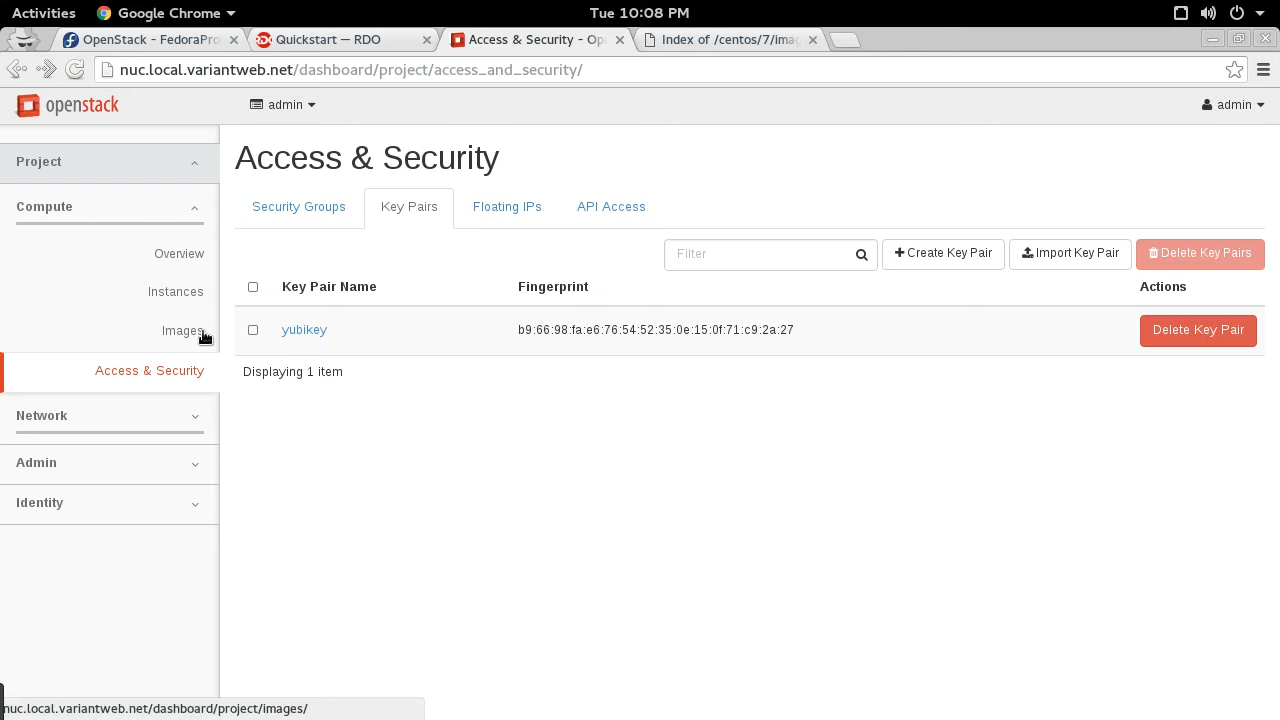 Activities Google Chrome Tue 10:08 PM
OpenStack - FedoraPro Quickstart — RDO Access & Security - Op Index of /centos/7/imag
nuc.local.variantweb.net/dashboard/project/access_and_security/
openstack admin admin
Project
Compute
Overview
Instances
Images
Access & Security
Network
Admin
Identity
Access & Security
Security Groups Key Pairs Floating IPs API Access
Filter Create Key Pair Import Key Pair Delete Key Pairs
Key Pair Name Fingerprint Actions
yubikey b9:66:98:fa:e6:76:54:52:35:0e:15:0f:71:c9:2a:27 Delete Key Pair
Displaying 1 item
nuc.local.variantweb.net/dashboard/project/images/